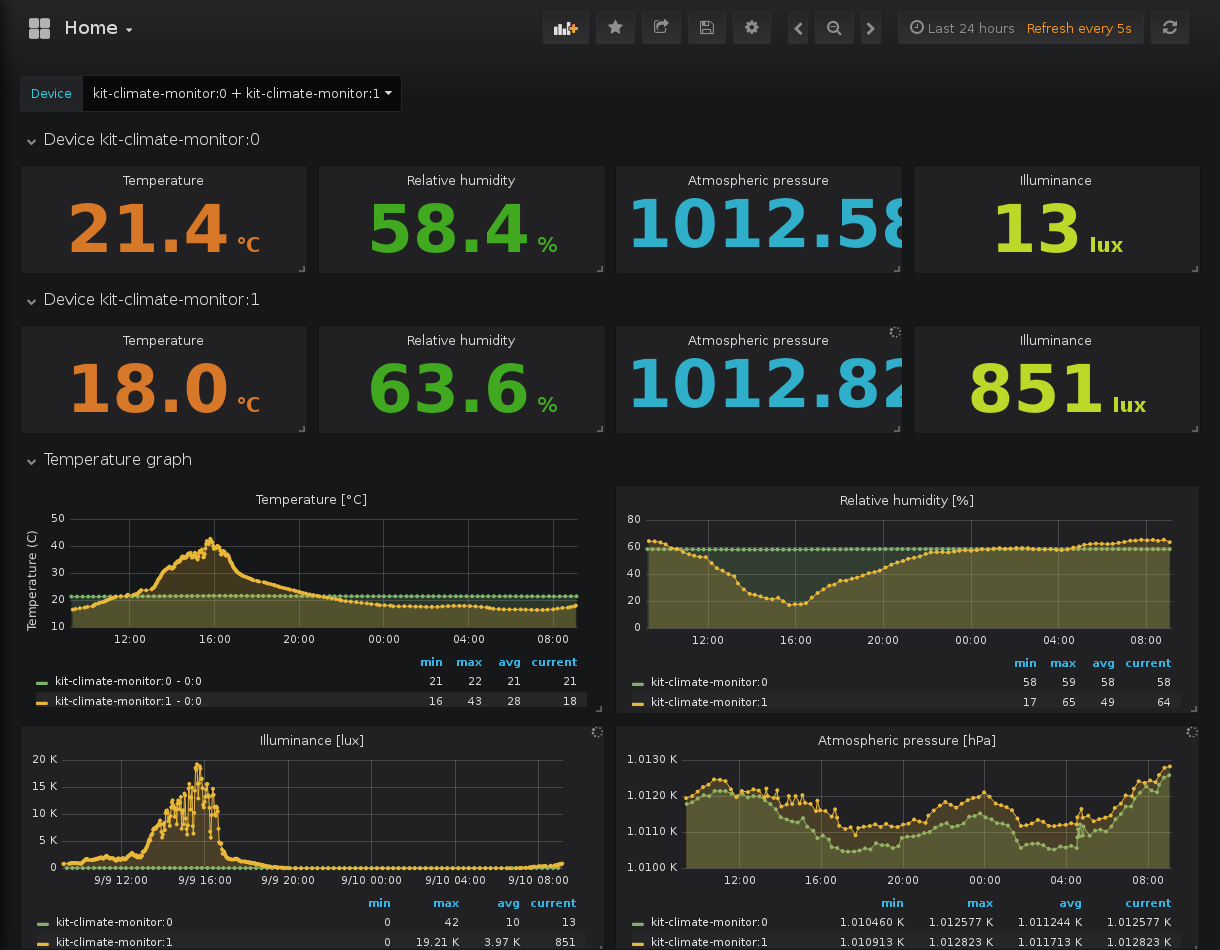 Home
Last 24 hours Refresh every 5s
Device kit-climate-monitor:0 + kit-climate-monitor:1
Device kit-climate-monitor:0
Temperature Relative humidity Atmospheric pressure Illuminance
21.4 °C 58.4 % 1012.58 13 lux
Device kit-climate-monitor:1
Temperature Relative humidity Atmospheric pressure Illuminance
18.0 °C 63.6 % 1012.82 851 lux
Temperature graph
Temperature [°C]
Temperature (C)
50
40
30
20
10
12:00 16:00 20:00 00:00 04:00 08:00
min max avg current
kit-climate-monitor:0 - 0:0 21 22 21 21
kit-climate-monitor:1 - 0:0 16 43 28 18
Relative humidity [%]
80
60
40
20
0
12:00 16:00 20:00 00:00 04:00 08:00
min max avg current
kit-climate-monitor:0 58 59 58 58
kit-climate-monitor:1 17 65 49 64
Illuminance [lux]
20 K
15 K
10 K
5 K
0
9/9 12:00 9/9 16:00 9/9 20:00 9/10 00:00 9/10 04:00 9/10 08:00
min max avg current
kit-climate-monitor:0 0 42 10 13
kit-climate-monitor:1 0 19.21 K 3.97 K 851
Atmospheric pressure [hPa]
1.0130 K
1.0120 K
1.0110 K
1.0100 K
12:00 16:00 20:00 00:00 04:00 08:00
min max avg current
kit-climate-monitor:0 1.010460 K 1.012577 K 1.011244 K 1.012577 K
kit-climate-monitor:1 1.010913 K 1.012823 K 1.011713 K 1.012823 K